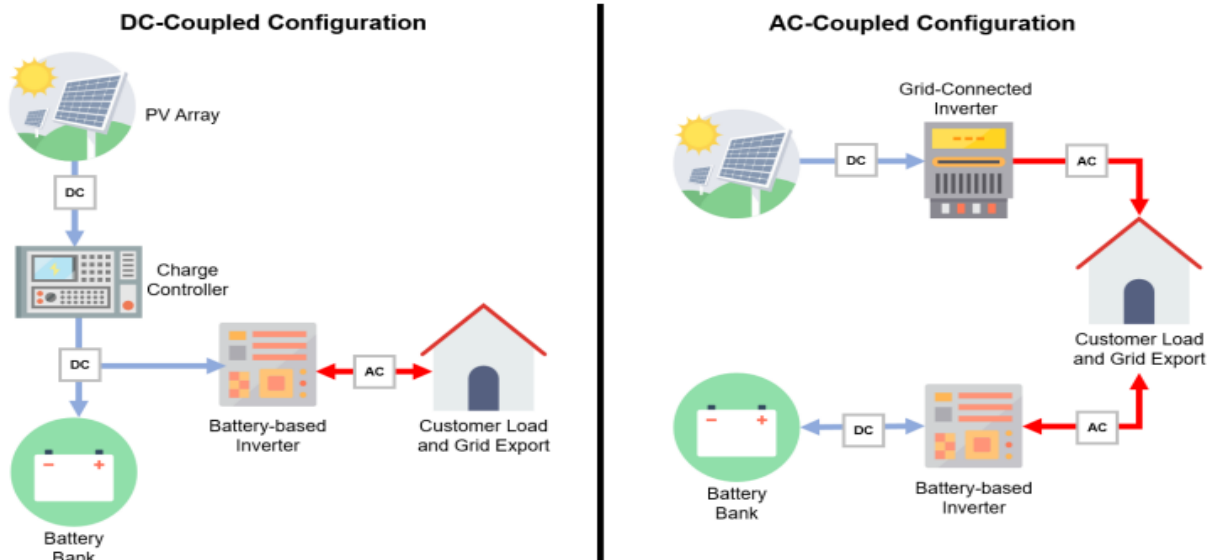 DC-Coupled Configuration
PV Array
DC
Charge
Controller
DC
AC
Battery-based
Inverter
Customer Load
and Grid Export
Battery
Bank
AC-Coupled Configuration
Grid-Connected
Inverter
DC
AC
Customer Load
and Grid Export
DC
AC
Battery
Bank
Battery-based
Inverter